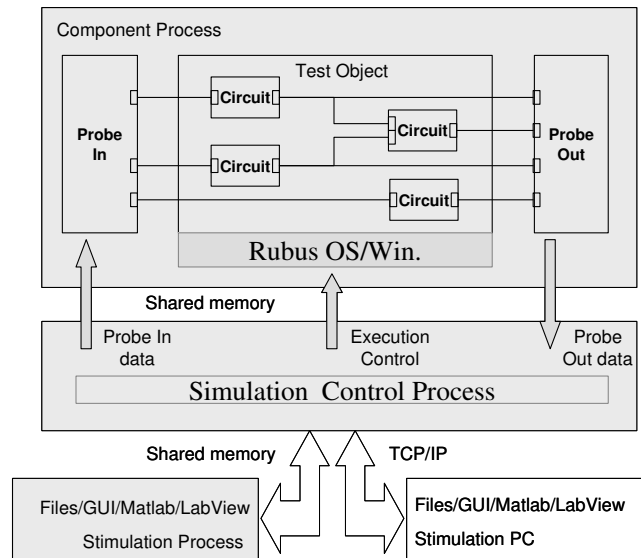 Component Process
Test Object
Circuit
Circuit
Probe
In
Probe
Out
Circuit
Circuit
Rubus OS/Win.
Shared memory
Probe In
data
Execution
Control
Probe
Out data
Simulation Control Process
Shared memory
TCP/IP
Files/GUI/Matlab/LabView
Stimulation Process
Files/GUI/Matlab/LabView
Stimulation PC